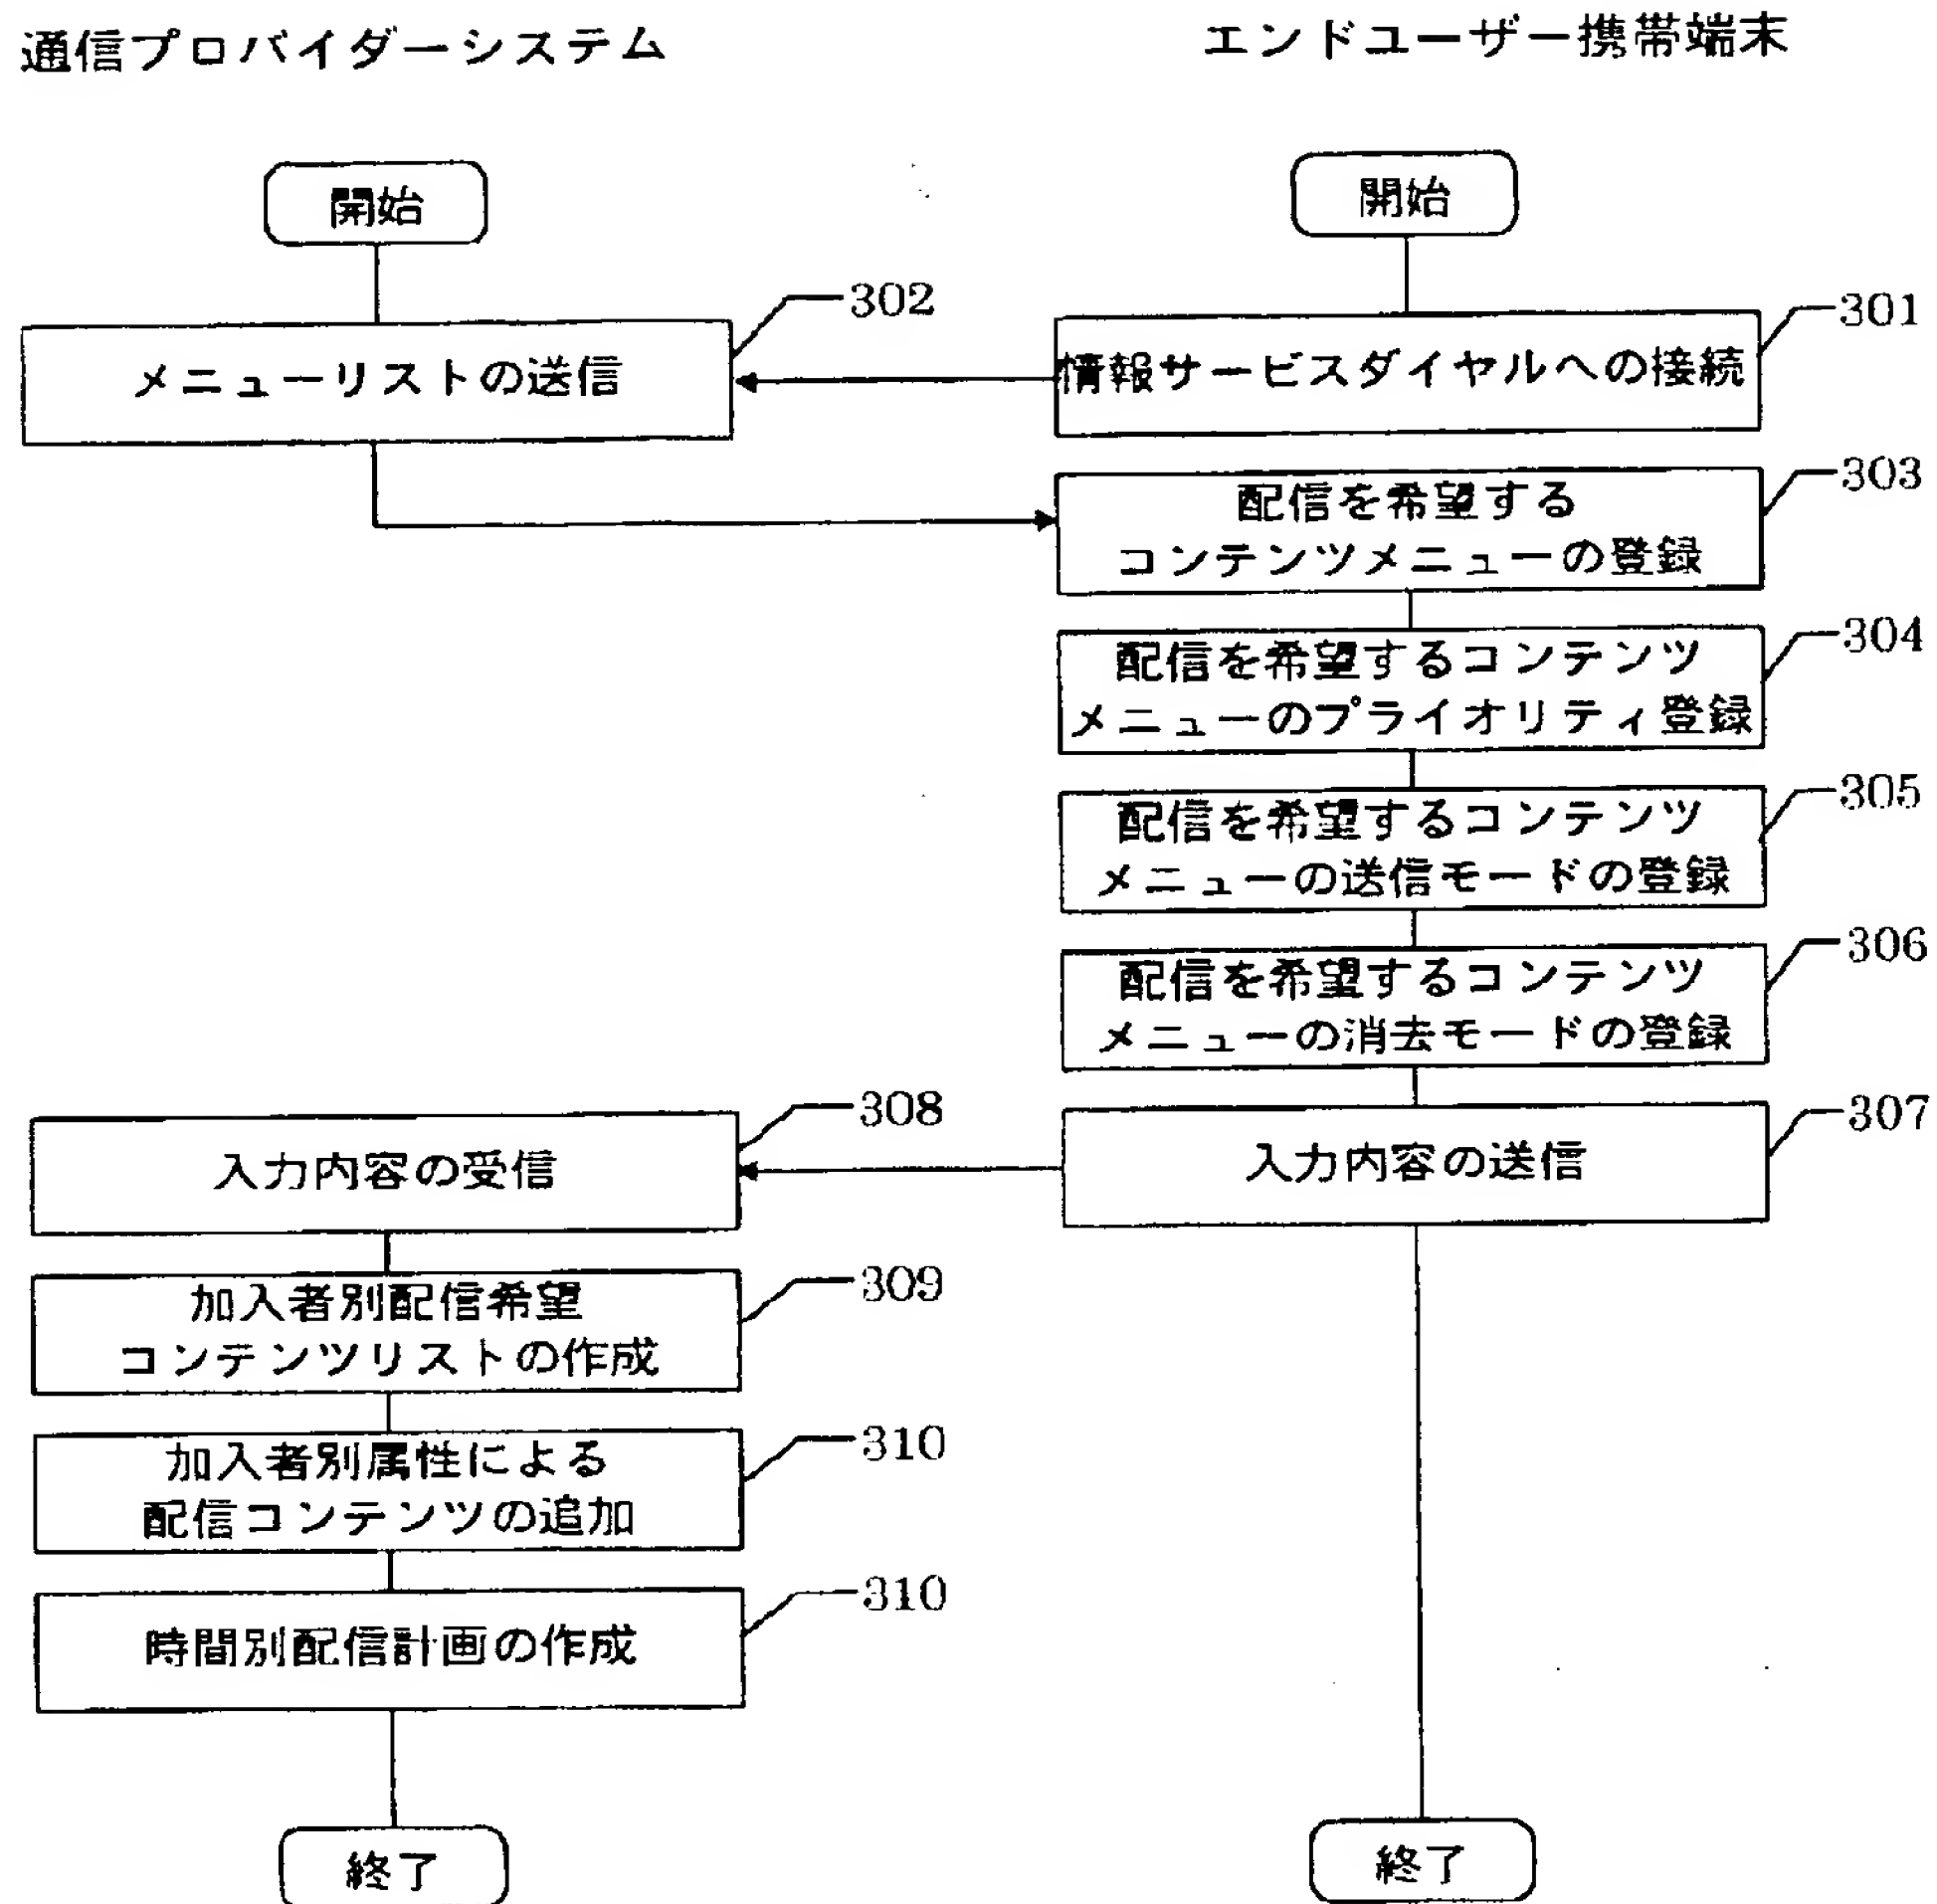 通信プロバイダーシステム
エンドユーザー携帯端末
開始
開始
302
301
メニューリストの送信
情報サービスダイヤルへの接続
303
配信を希望する
コンテンツメニューの登録
304
配信を希望するコンテンツ
メニューのプライオリティ登録
305
配信を希望するコンテンツ
メニューの送信モードの登録
306
配信を希望するコンテンツ
メニューの消去モードの登録
308
307
入力内容の受信
入力内容の送信
309
加入者別配信希望
コンテンツリストの作成
310
加入者別属性による
配信コンテンツの追加
310
時間別配信計画の作成
終了
終了